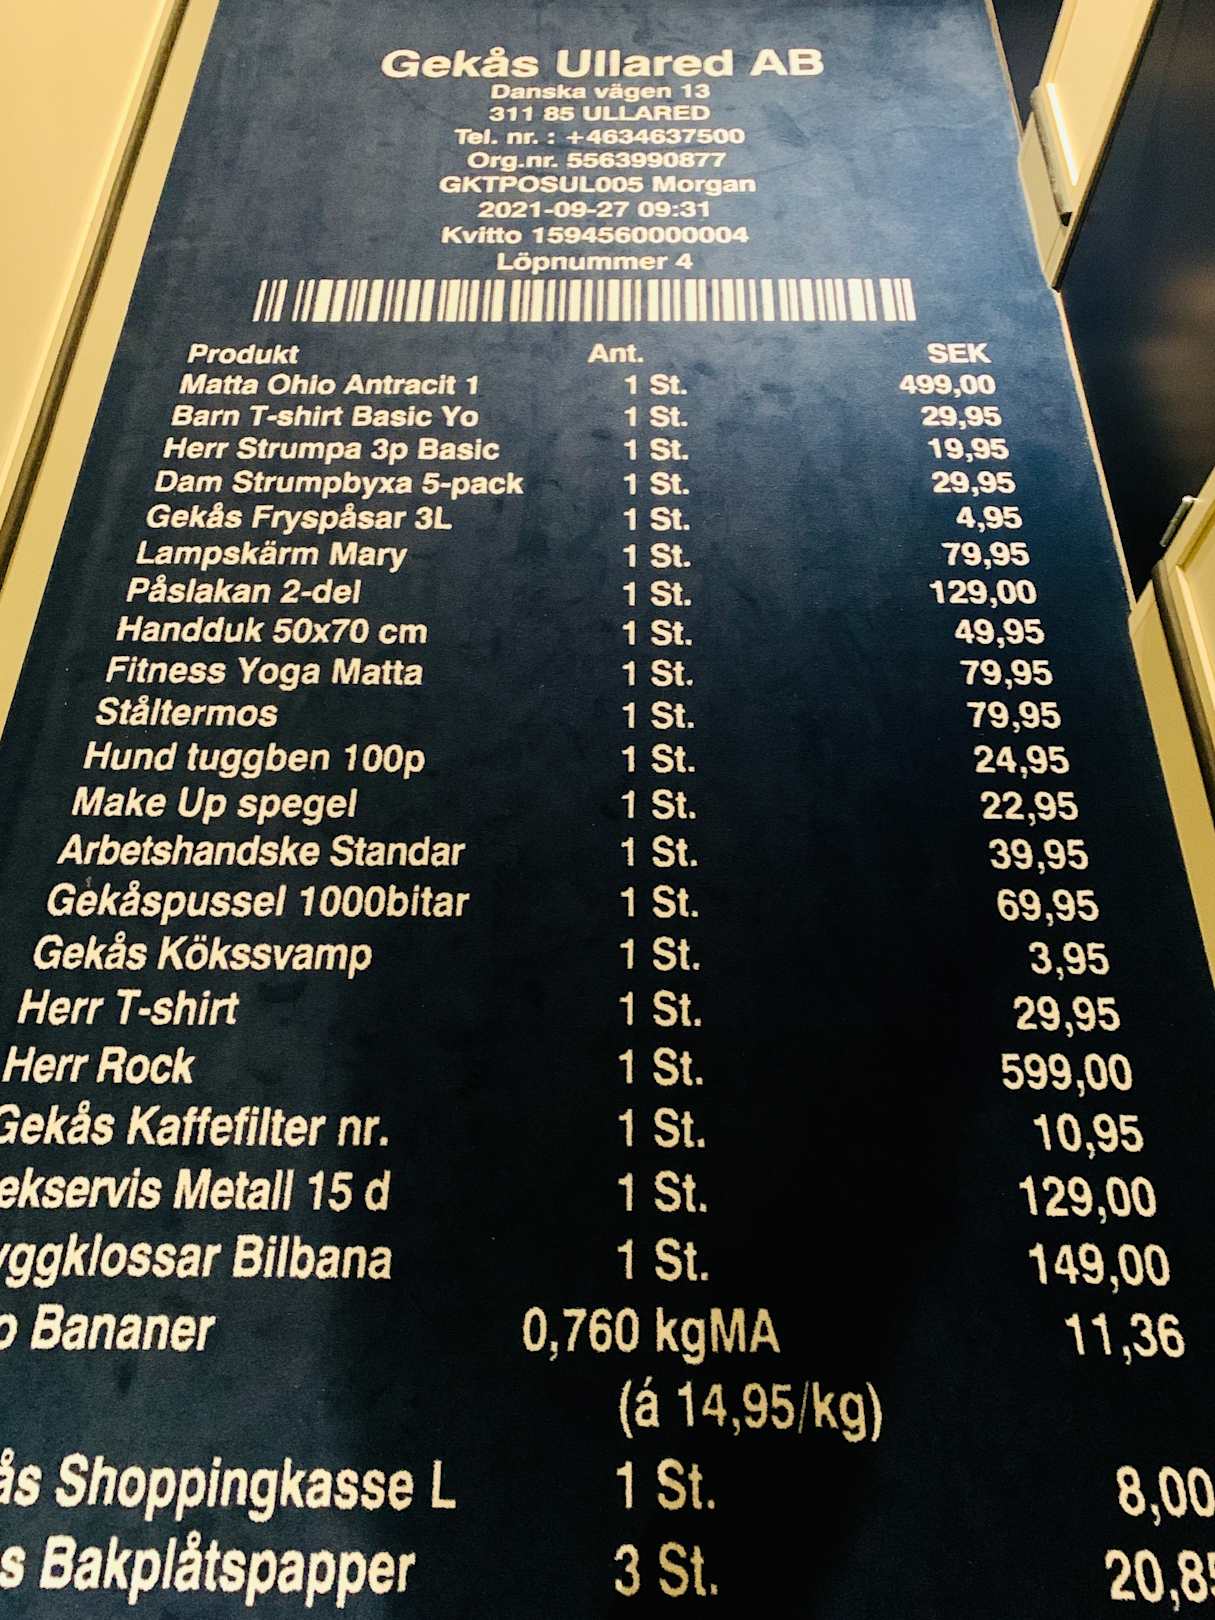 Gekås Ullared AB
Danska vägen 13
311 85 ULLARED
Tel. nr. : +4634637500
Org.nr. 5563990877
GKTPOSUL005 Morgan
2021-09-27 09:31
Kvitto 1594560000004
Löpnummer 4
Produkt Ant. SEK
Matta Ohio Antracit 1 1 St. 499,00
Barn T-shirt Basic Yo 1 St. 29,95
Herr Strumpa 3p Basic 1 St. 19,95
Dam Strumpbyxa 5-pack 1 St. 29,95
Gekås Fryspåsar 3L 1 St. 4,95
Lampskärm Mary 1 St. 79,95
Påslakan 2-del 1 St. 129,00
Handduk 50x70 cm 1 St. 49,95
Fitness Yoga Matta 1 St. 79,95
Ståltermos 1 St. 79,95
Hund tuggben 100p 1 St. 24,95
Make Up spegel 1 St. 22,95
Arbetshandske Standar 1 St. 39,95
Gekåspussel 1000bitar 1 St. 69,95
Gekås Kökssvamp 1 St. 3,95
Herr T-shirt 1 St. 29,95
Herr Rock 1 St. 599,00
Gekås Kaffefilter nr. 1 St. 10,95
ekservis Metall 15 d 1 St. 129,00
yggklossar Bilbana 1 St. 149,00
o Bananer 0,760 kgMA 11,36
(á 14,95/kg)
ås Shoppingkasse L 1 St. 8,00
s Bakplåtspapper 3 St. 20,85